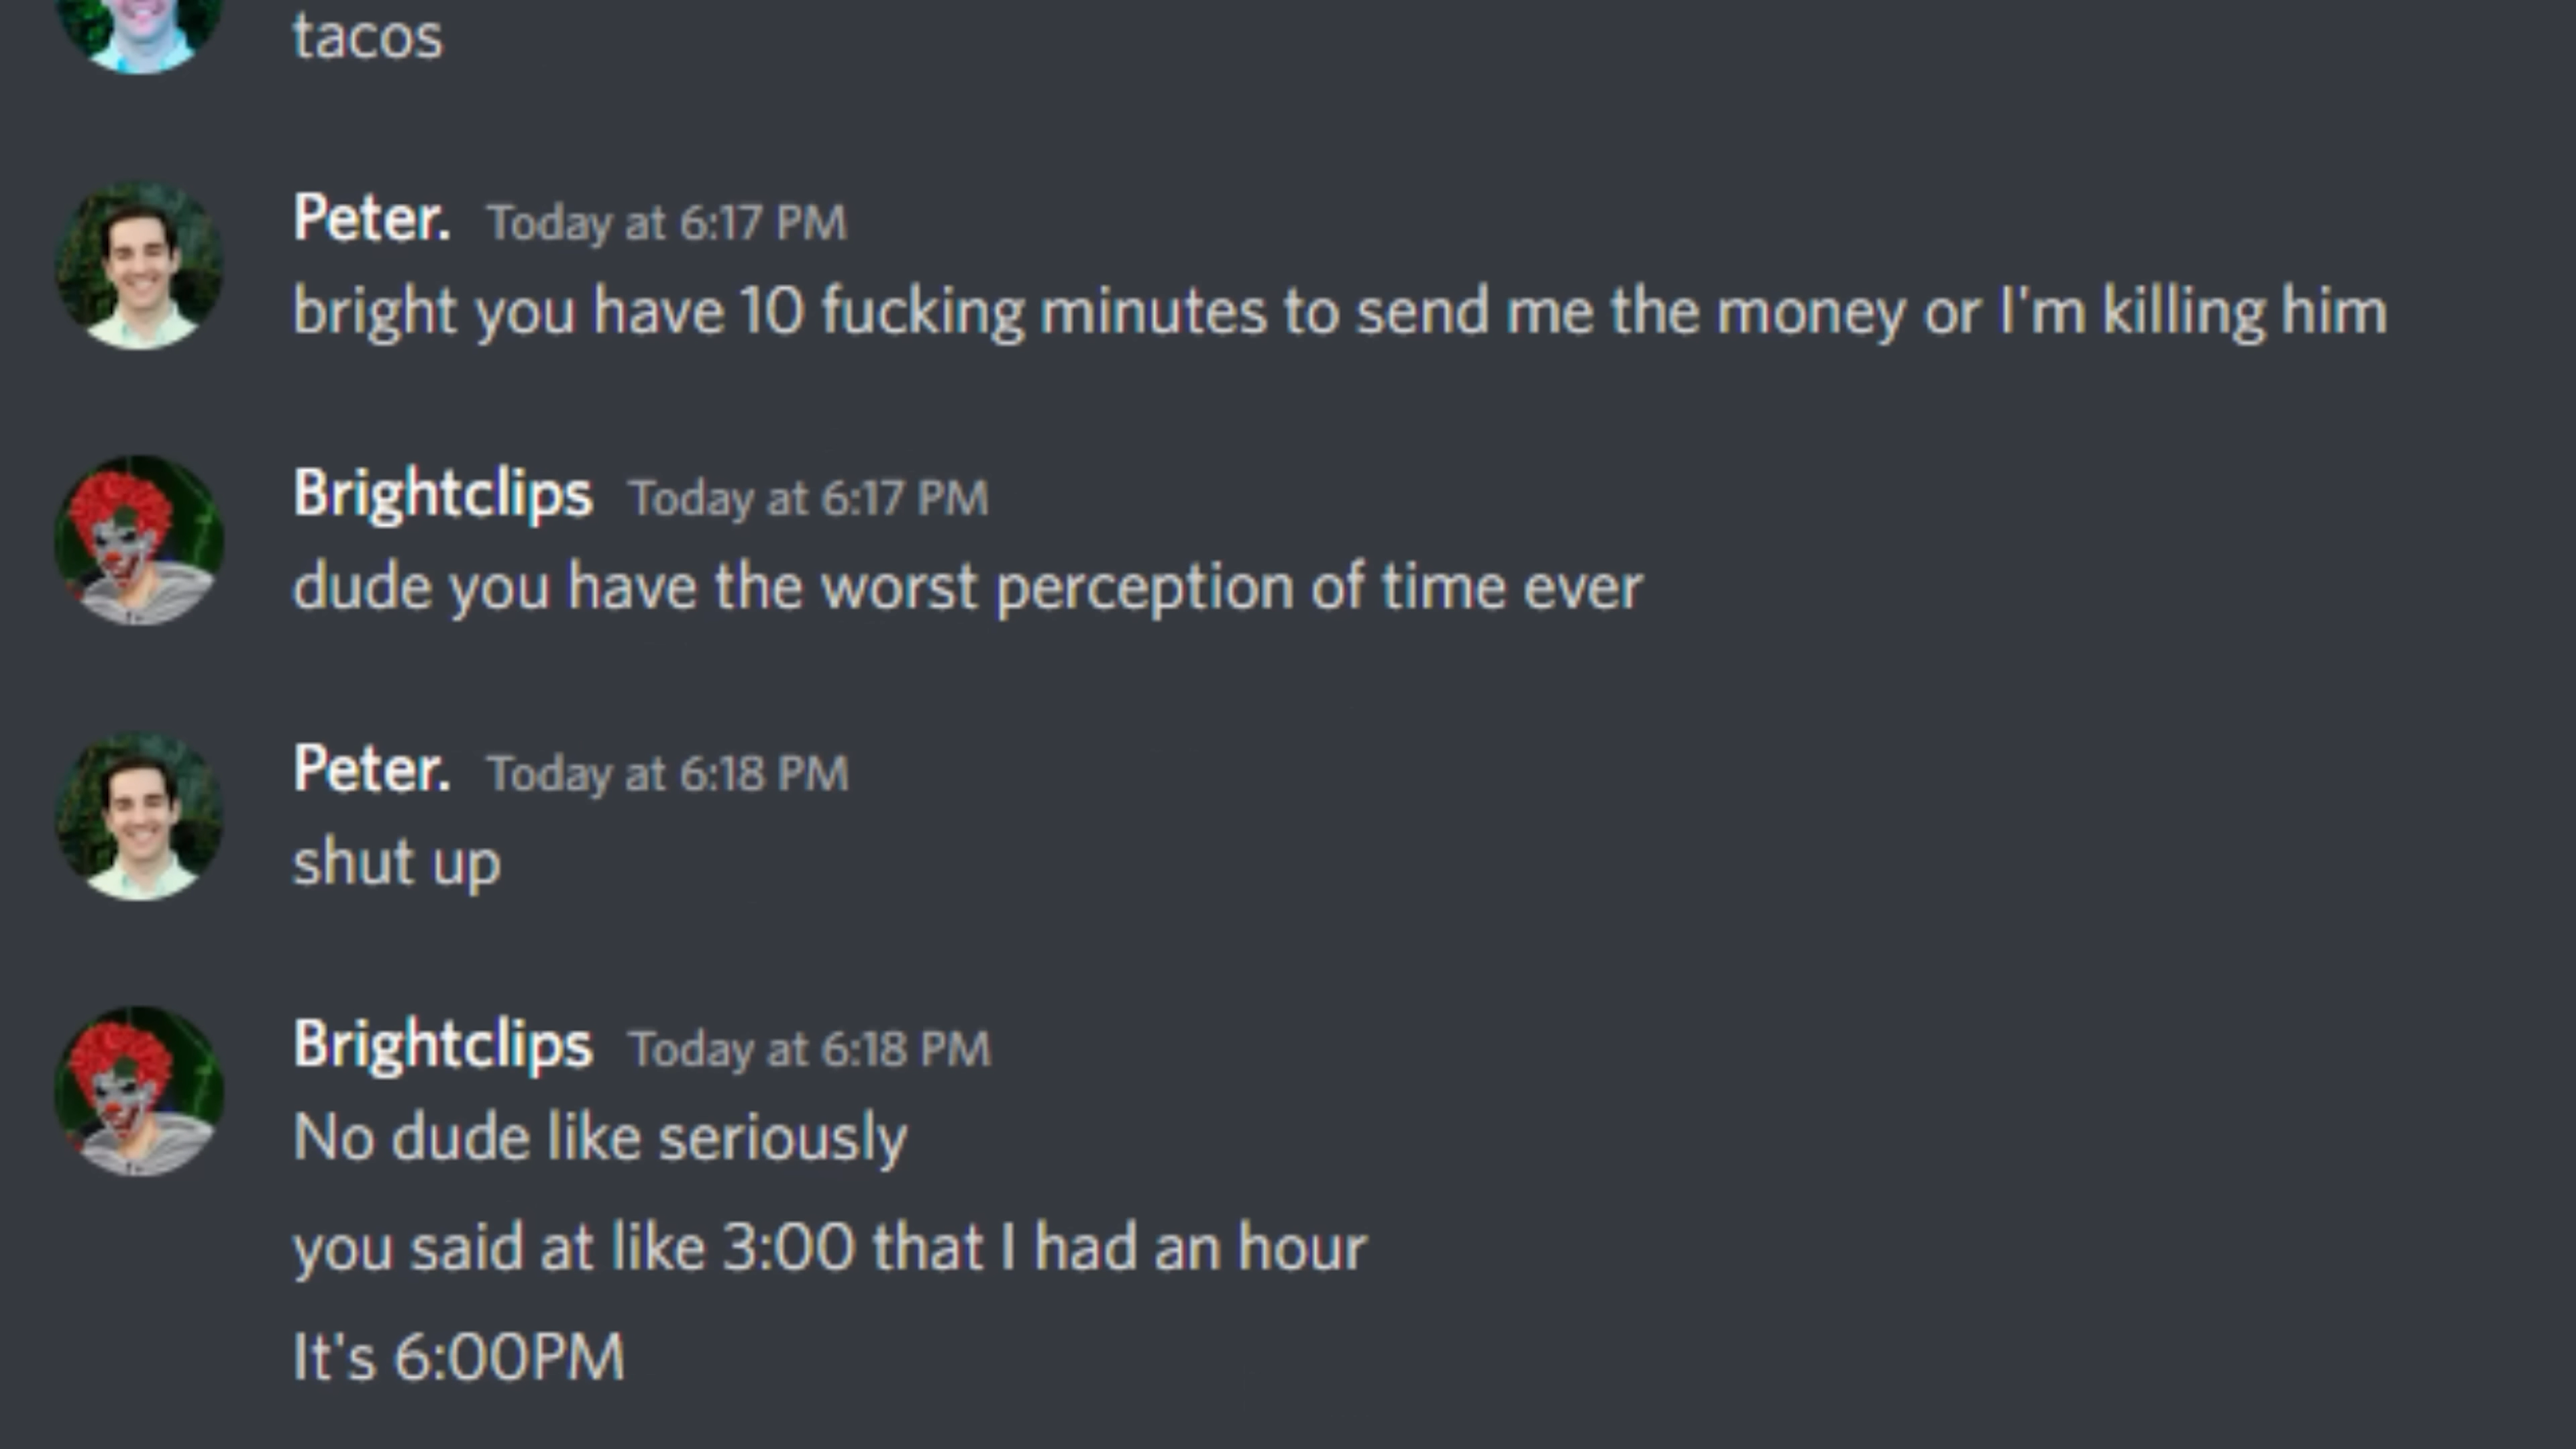 tacos
Peter. Today at 6:17 PM
bright you have 10 fucking minutes to send me the money or I'm killing him
Brightclips Today at 6:17 PM
dude you have the worst perception of time ever
Peter. Today at 6:18 PM
shut up
Brightclips Today at 6:18 PM
No dude like seriously
you said at like 3:00 that I had an hour
It's 6:00PM